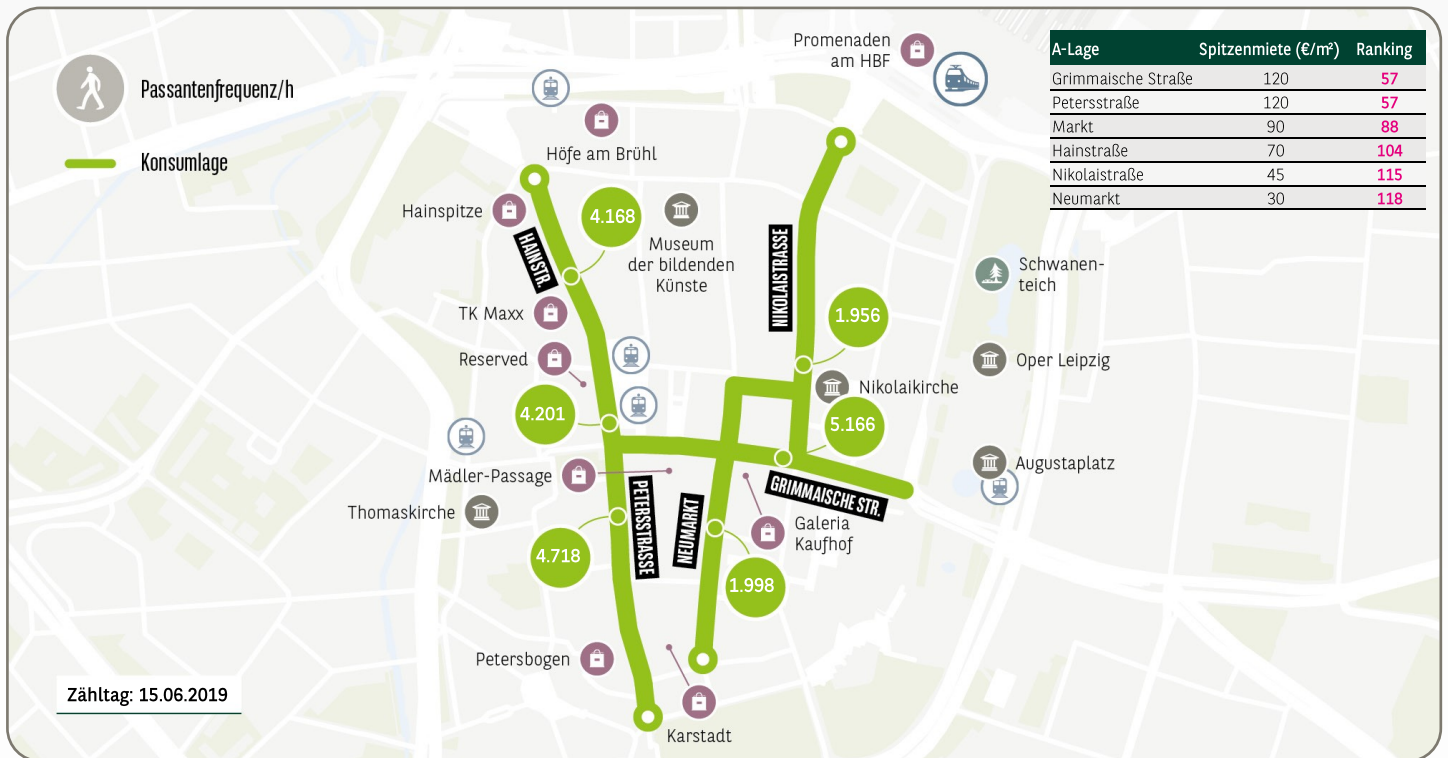 Passantenfrequenz/h
Konsumlage
Promenaden
am HBF
A-Lage Spitzenmiete (€/m²) Ranking
Grimmaische Straße 120 57
Petersstraße 120 57
Markt 90 88
Hainstraße 70 104
Nikolaistraße 45 115
Neumarkt 30 118
Höfe am Brühl
Hainspitze
4.168
HAINSTR.
Museum
der bildenden
Künste
NIKOLAISTRASSE
Schwanen-
teich
TK Maxx
1.956
Reserved
Oper Leipzig
Nikolaikirche
4.201
5.166
Mädler-Passage
Augustaplatz
GRIMMAISCHE STR.
Thomaskirche
PETERSSTRASSE
NEUMARKT
Galeria
Kaufhof
4.718
1.998
Petersbogen
Zähltag: 15.06.2019
Karstadt